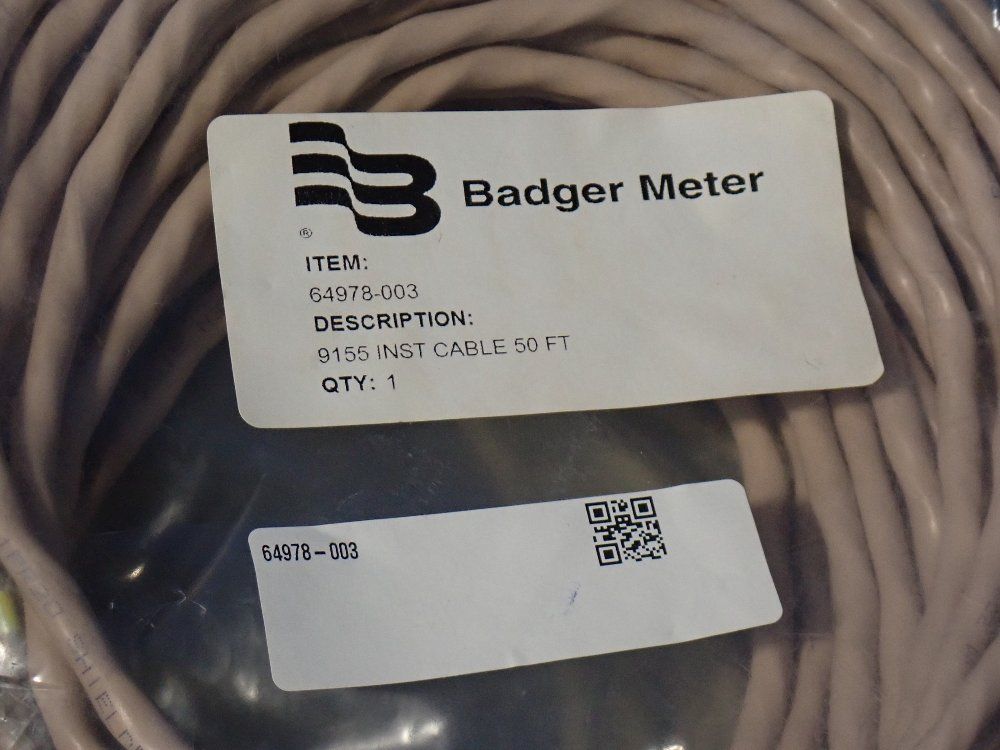 Badger Meter
®
ITEM:
64978-003
DESCRIPTION:
9155 INST CABLE 50 FT
QTY: 1
64978-003